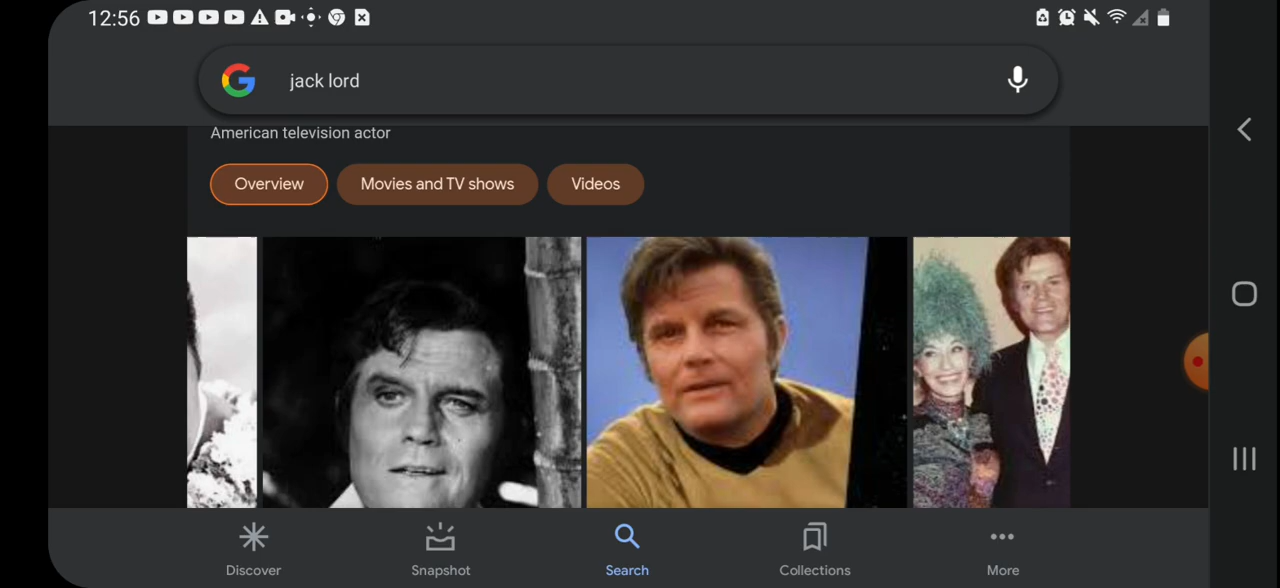 12:56
jack lord
American television actor
Overview Movies and TV shows Videos
Discover Snapshot Search Collections More